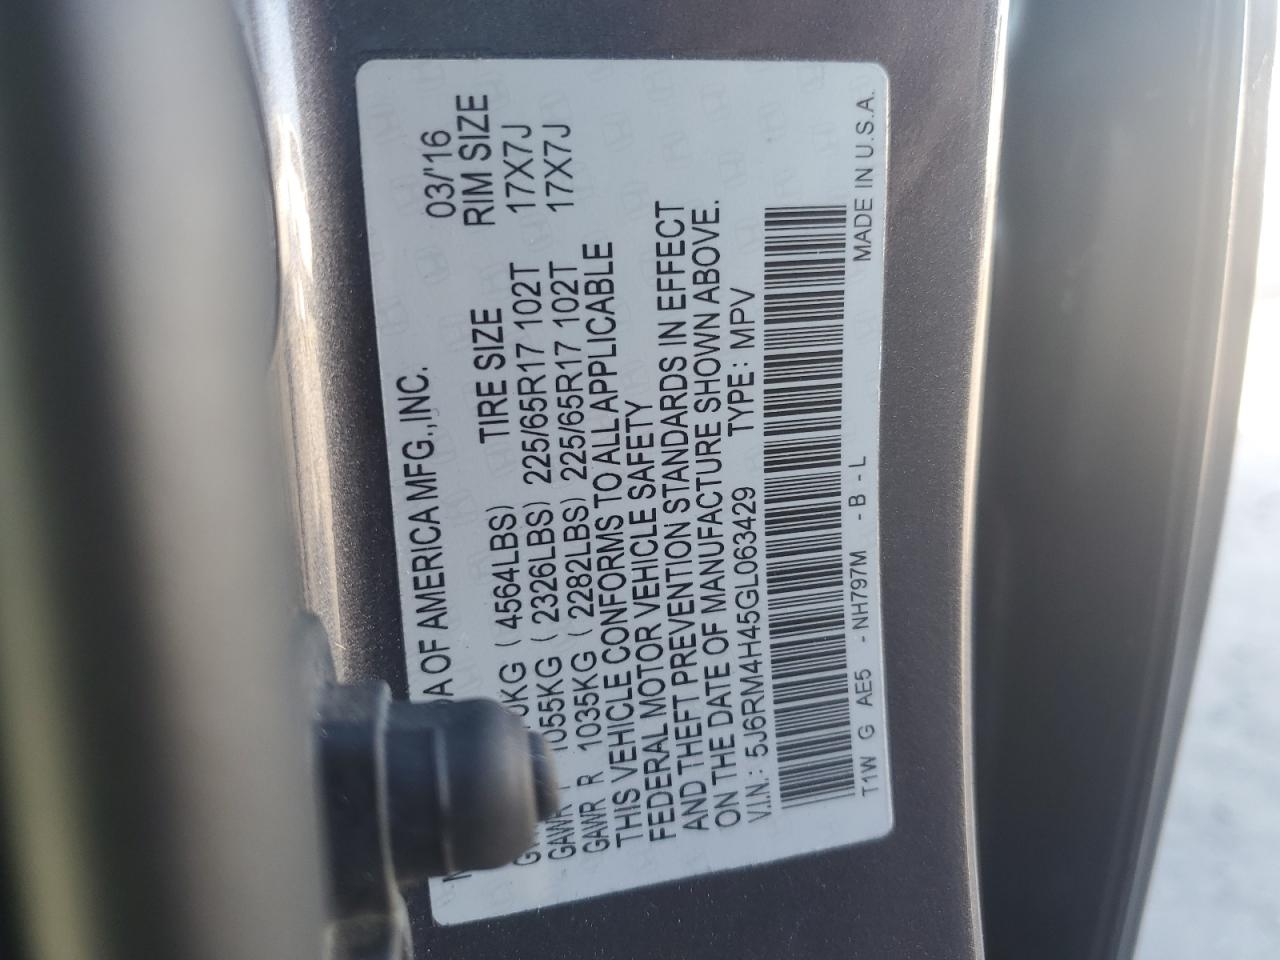 OF AMERICA MFG.,INC. 03/'16
TIRE SIZE RIM SIZE
( 4564LBS)
1055KG ( 2326LBS) 225/65R17 102T 17X7J
GAWR R 1035KG ( 2282LBS) 225/65R17 102T 17X7J
THIS VEHICLE CONFORMS TO ALL APPLICABLE
FEDERAL MOTOR VEHICLE SAFETY
AND THEFT PREVENTION STANDARDS IN EFFECT
ON THE DATE OF MANUFACTURE SHOWN ABOVE.
V.I.N.: 5J6RM4H45GL063429 TYPE: MPV
T1W G AE5 - NH797M - B - L MADE IN U.S.A.